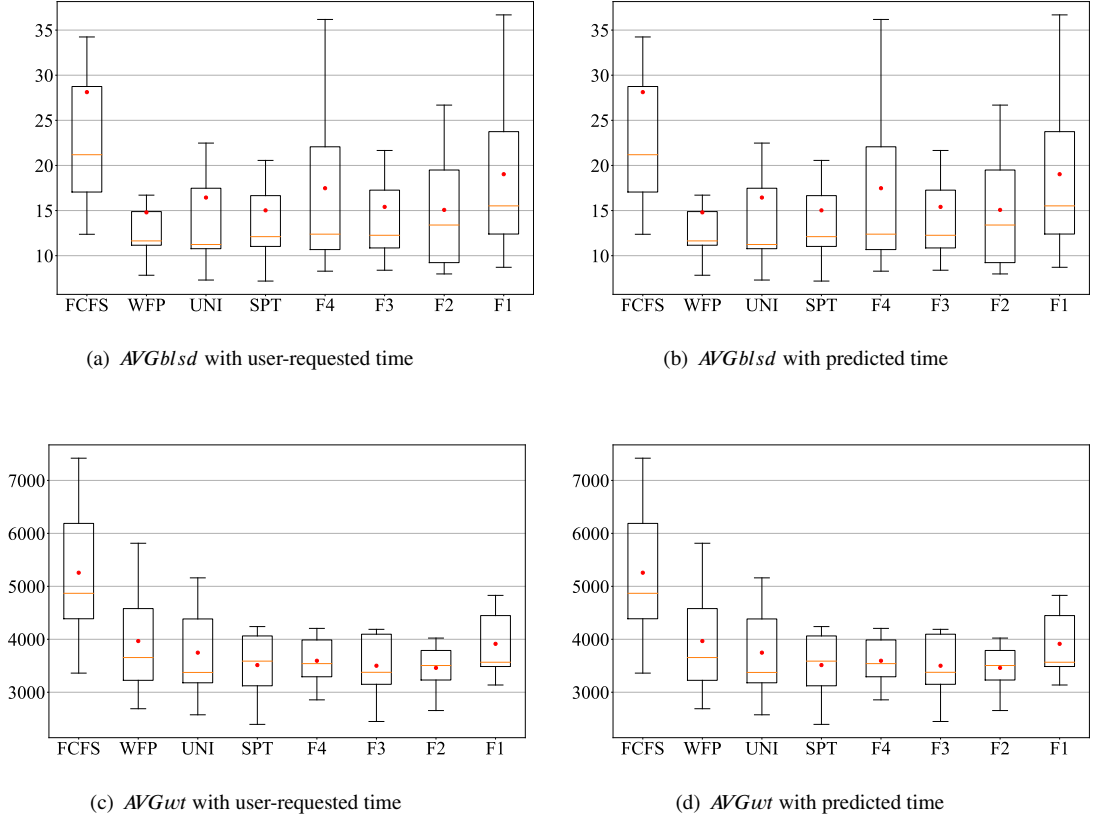 35
30
25
20
15
10
FCFS WFP UNI SPT F4 F3 F2 F1
(a) AVGblsd with user-requested time
35
30
25
20
15
10
FCFS WFP UNI SPT F4 F3 F2 F1
(b) AVGblsd with predicted time
7000
6000
5000
4000
3000
FCFS WFP UNI SPT F4 F3 F2 F1
(c) AVGwt with user-requested time
7000
6000
5000
4000
3000
FCFS WFP UNI SPT F4 F3 F2 F1
(d) AVGwt with predicted time